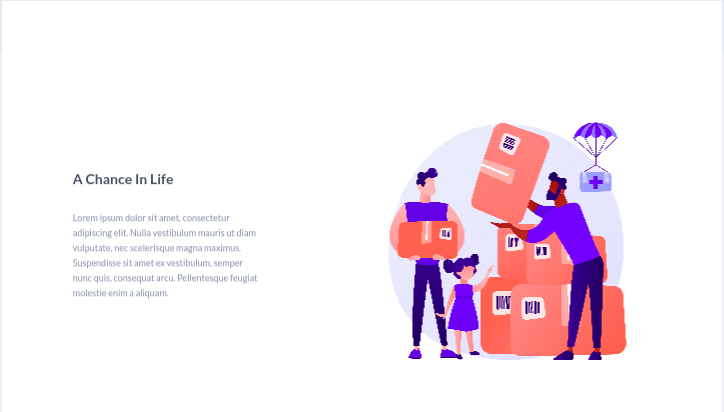 A Chance In Life
Lorem ipsum dolor sit amet, consectetur
adipiscing elit. Nulla vestibulum mauris ut diam
vulputate, nec scelerisque magna maximus.
Suspendisse sit amet ex vestibulum, semper
nunc quis, consequat arcu. Pellentesque feugiat
molestie enim a aliquam.